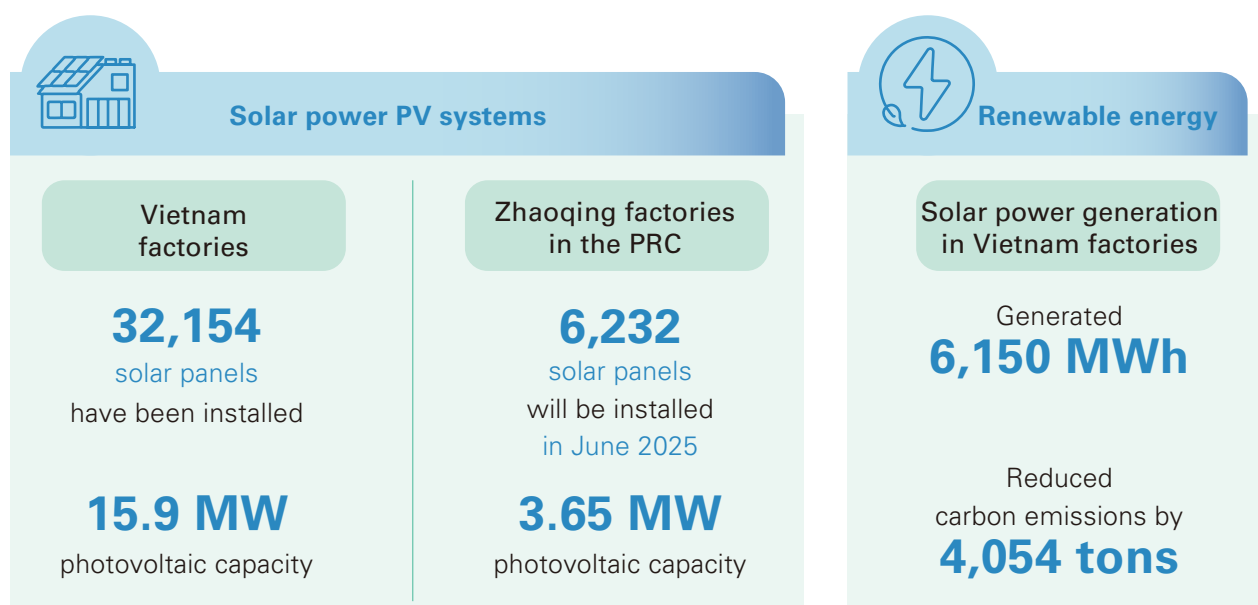 Solar power PV systems
Vietnam
factories
32,154
solar panels
have been installed
15.9 MW
photovoltaic capacity
Zhaoqing factories
in the PRC
6,232
solar panels
will be installed
in June 2025
3.65 MW
photovoltaic capacity
Renewable energy
Solar power generation
in Vietnam factories
Generated
6,150 MWh
Reduced
carbon emissions by
4,054 tons